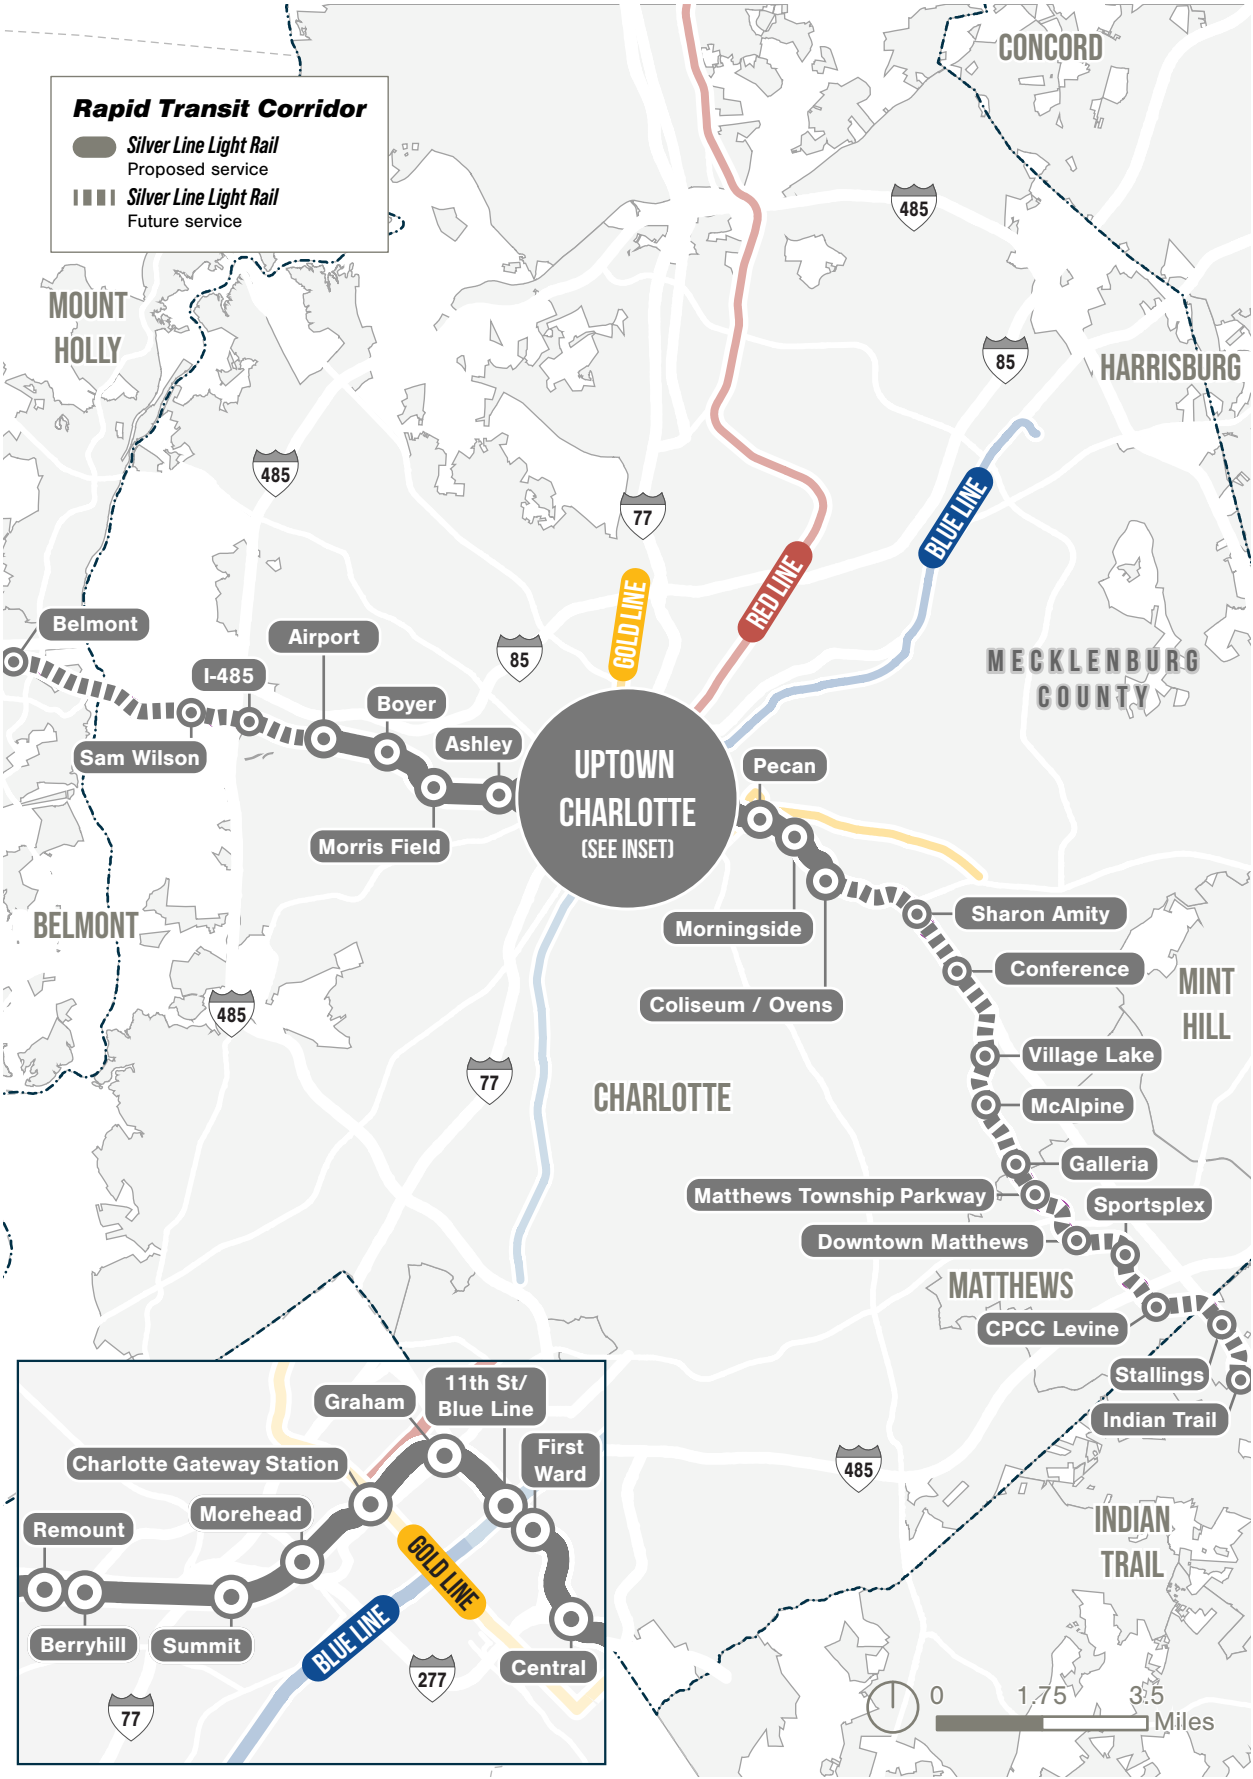 CONCORD
Rapid Transit Corridor
Silver Line Light Rail
Proposed service
Silver Line Light Rail
Future service
485
MOUNT
HOLLY
85
HARRISBURG
485
77
BLUE LINE
RED LINE
GOLD LINE
Belmont
Airport
85
I-485
MECKLENBURG
COUNTY
Boyer
Ashley
Sam Wilson
UPTOWN
CHARLOTTE
(SEE INSET)
Pecan
Morris Field
BELMONT
Morningside
Sharon Amity
Conference
MINT
HILL
Coliseum / Ovens
485
Village Lake
77
CHARLOTTE
McAlpine
Galleria
Matthews Township Parkway
Sportsplex
Downtown Matthews
MATTHEWS
CPCC Levine
Stallings
Indian Trail
11th St/
Blue Line
Graham
First
Ward
Charlotte Gateway Station
485
Morehead
Remount
INDIAN
TRAIL
GOLD LINE
BLUE LINE
Berryhill
Summit
Central
277
77
0 1.75 3.5
Miles